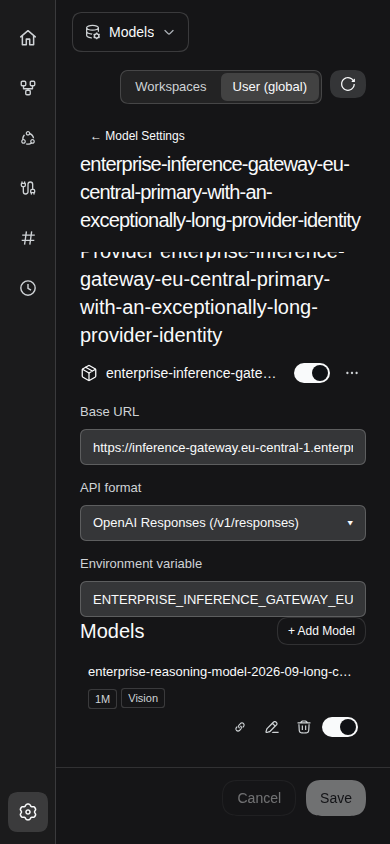 Models
Workspaces
User (global)
← Model Settings
enterprise-inference-gateway-eu-
central-primary-with-an-
exceptionally-long-provider-identity
Provider enterprise-inference-
gateway-eu-central-primary-
with-an-exceptionally-long-
provider-identity
enterprise-inference-gate…
Base URL
https://inference-gateway.eu-central-1.enterpr
API format
OpenAI Responses (/v1/responses)
Environment variable
ENTERPRISE_INFERENCE_GATEWAY_EU
Models
+ Add Model
enterprise-reasoning-model-2026-09-long-c…
1M
Vision
Cancel
Save